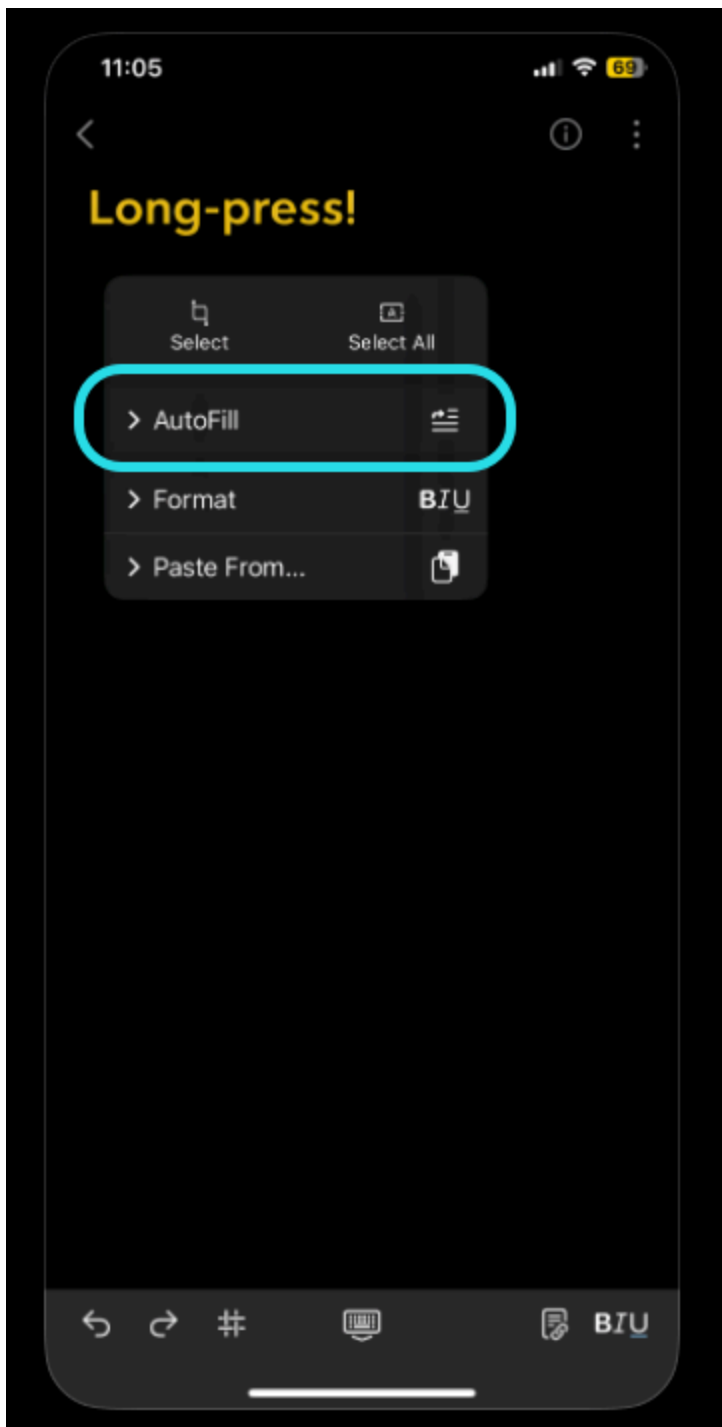 11:05
69
Long-press!
Select
Select All
AutoFill
Format
BIU
Paste From...
BIU